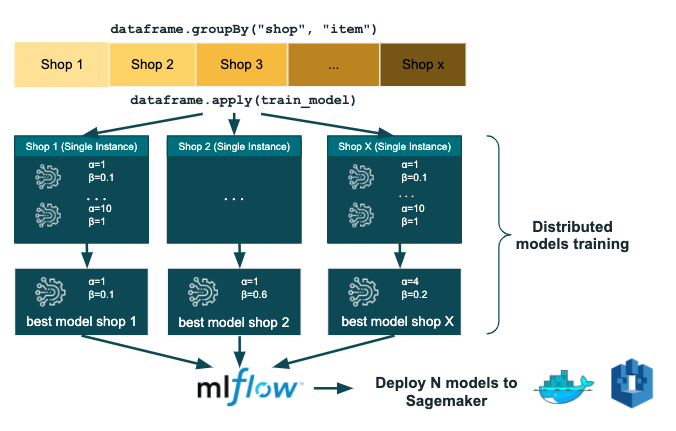 dataframe.groupBy("shop", "item")
Shop 1
Shop 2
Shop 3
...
Shop x
dataframe.apply(train_model)
Shop 1 (Single Instance)
α=1
β=0.1
...
α=10
β=1
Shop 2 (Single Instance)
...
Shop X (Single Instance)
α=1
β=0.1
...
α=10
β=1
Distributed
models training
α=1
β=0.1
best model shop 1
α=1
β=0.6
best model shop 2
α=4
β=0.2
best model shop X
mlflow™
Deploy N models to
Sagemaker